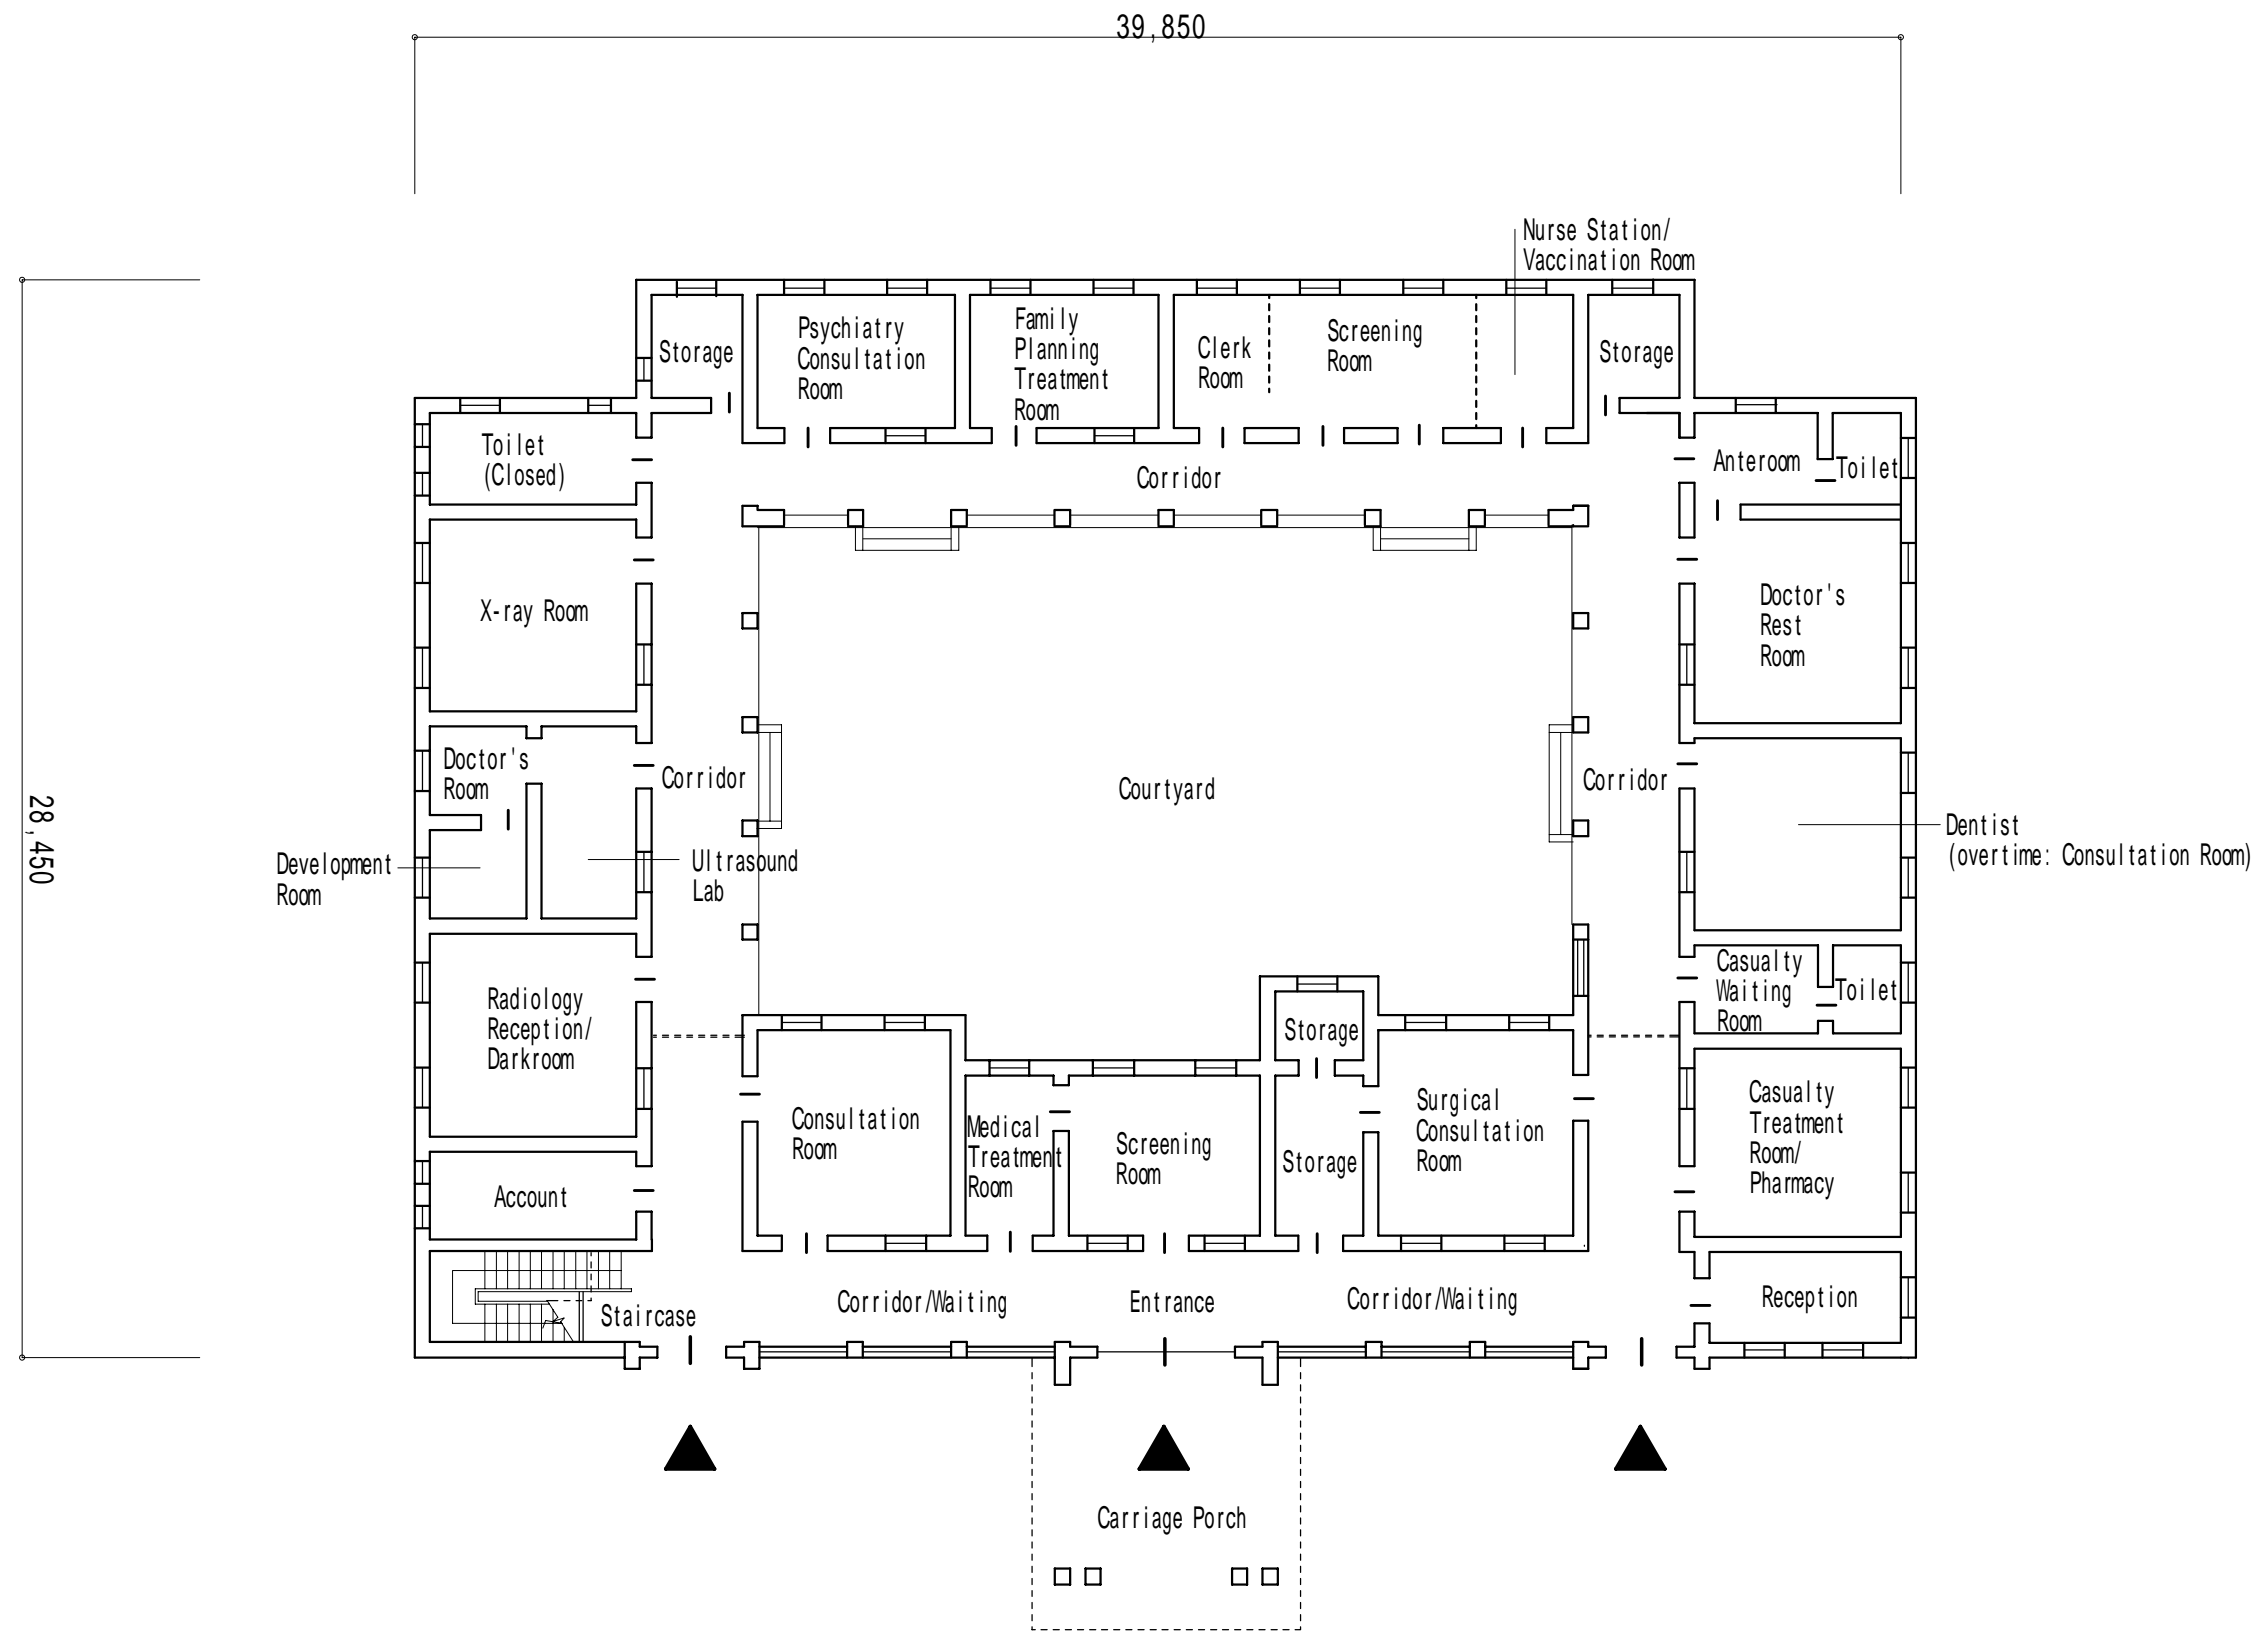 39,850
Nurse Station/
Vaccination Room
Storage
Psychiatry
Consultation
Room
Family
Planning
Treatment
Room
Clerk
Room
Screening
Room
Storage
Toilet
(Closed)
Corridor
Anteroom
Toilet
X-ray Room
Doctor's
Rest
Room
Doctor's
Room
Corridor
Courtyard
Corridor
28,450
Development
Room
Ultrasound
Lab
Dentist
(overtime: Consultation Room)
Radiology
Reception/
Darkroom
Casualty
Waiting
Room
Toilet
Storage
Consultation
Room
Medical
Treatment
Room
Screening
Room
Storage
Surgical
Consultation
Room
Casualty
Treatment
Room/
Pharmacy
Account
Staircase
Corridor/Waiting
Entrance
Corridor/Waiting
Reception
Carriage Porch